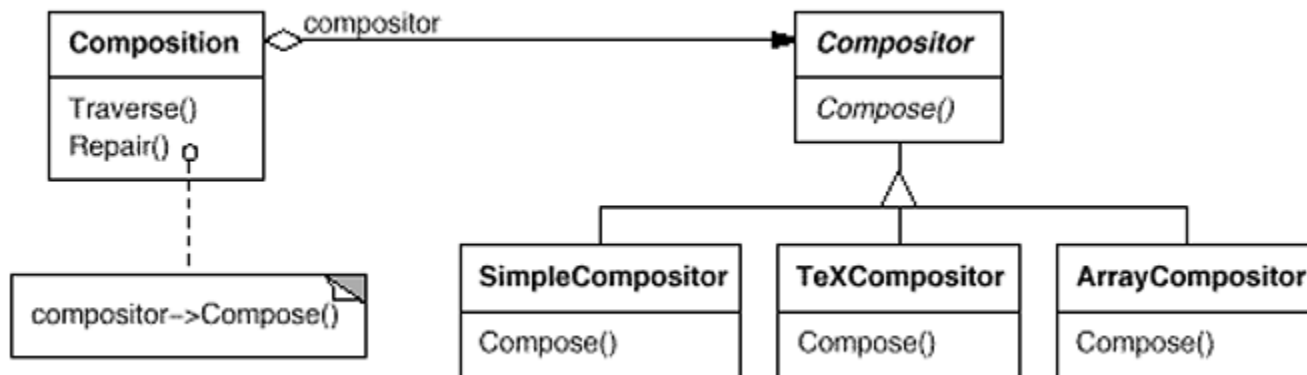 Composition
compositor
Compositor
Traverse()
Repair()
Compose()
compositor->Compose()
SimpleCompositor
Compose()
TeXCompositor
Compose()
ArrayCompositor
Compose()